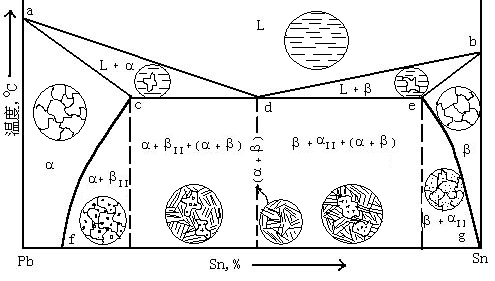 a
L
b
L + α
L + β
c
d
e
温度,℃
α + βII + (α + β)
(α + β)
β + αII + (α + β)
α
α + βII
β
β + αII
f
g
Pb
Sn, %
Sn